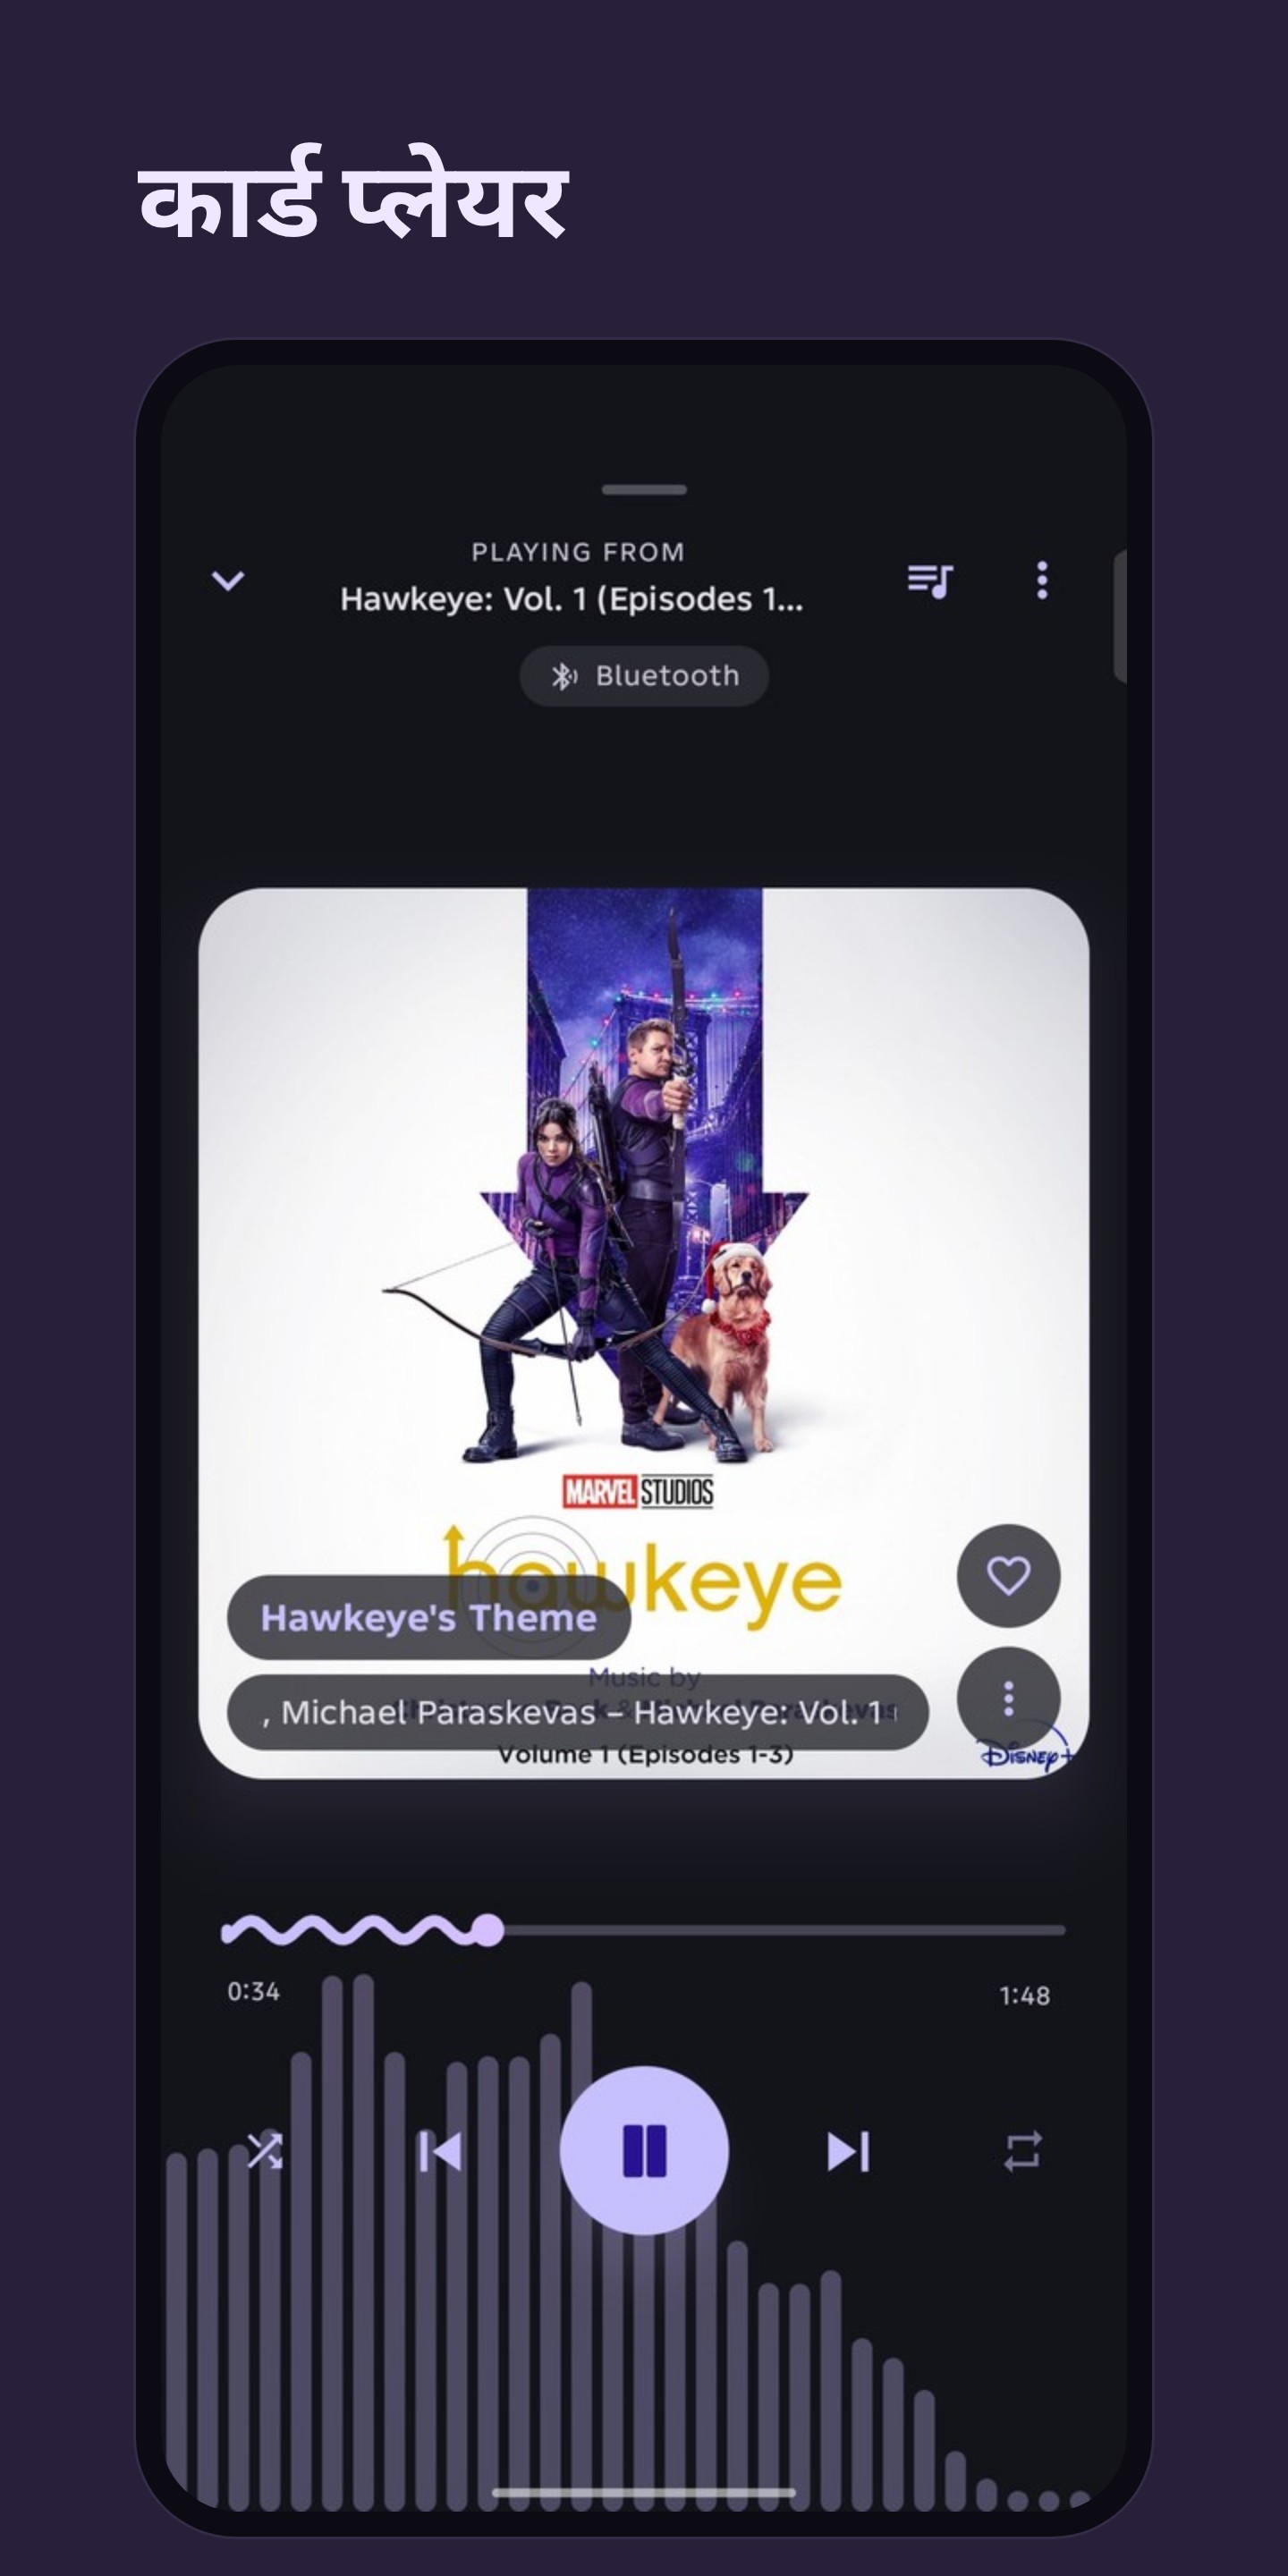 कार्ड प्लेयर
PLAYING FROM
Hawkeye: Vol. 1 (Episodes 1...
Bluetooth
MARVEL STUDIOS
hawkeye
Hawkeye's Theme
Music by
, Michael Paraskevas – Hawkeye: Vol. 1
Volume 1 (Episodes 1-3)
Disney+
0:34
1:48